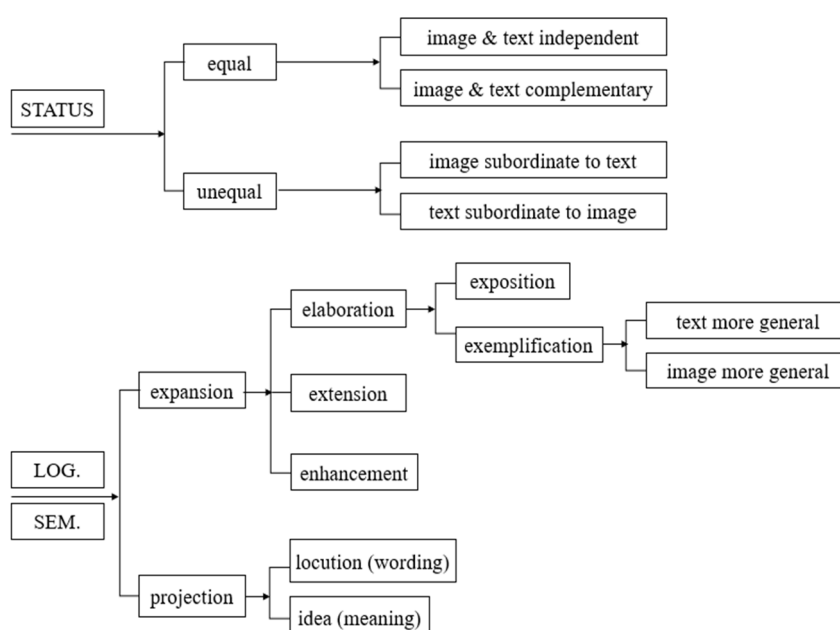 STATUS
equal
image & text independent
image & text complementary
unequal
image subordinate to text
text subordinate to image
LOG.
SEM.
expansion
elaboration
exposition
exemplification
text more general
image more general
extension
enhancement
projection
locution (wording)
idea (meaning)